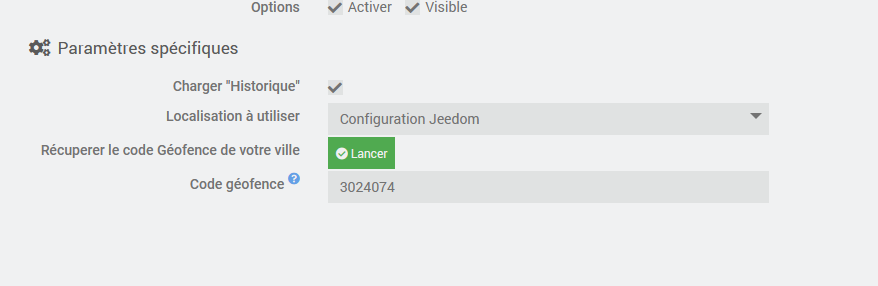 Options Activer Visible
Paramètres spécifiques
Charger "Historique"
Localisation à utiliser Configuration Jeedom
Récuperer le code Géofence de votre ville Lancer
Code géofence ? 3024074